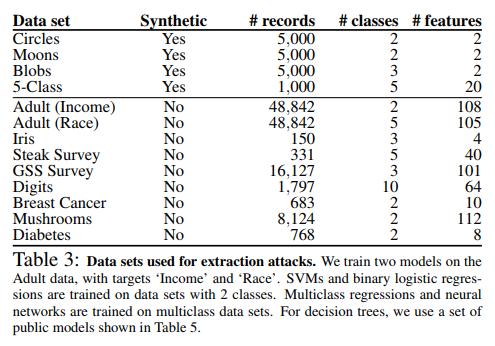 Data set Synthetic # records # classes # features
Circles Yes 5,000 2 2
Moons Yes 5,000 2 2
Blobs Yes 5,000 3 2
5-Class Yes 1,000 5 20
Adult (Income) No 48,842 2 108
Adult (Race) No 48,842 5 105
Iris No 150 3 4
Steak Survey No 331 5 40
GSS Survey No 16,127 3 101
Digits No 1,797 10 64
Breast Cancer No 683 2 10
Mushrooms No 8,124 2 112
Diabetes No 768 2 8
Table 3: Data sets used for extraction attacks. We train two models on the
Adult data, with targets ‘Income’ and ‘Race’. SVMs and binary logistic regres-
sions are trained on data sets with 2 classes. Multiclass regressions and neural
networks are trained on multiclass data sets. For decision trees, we use a set of
public models shown in Table 5.